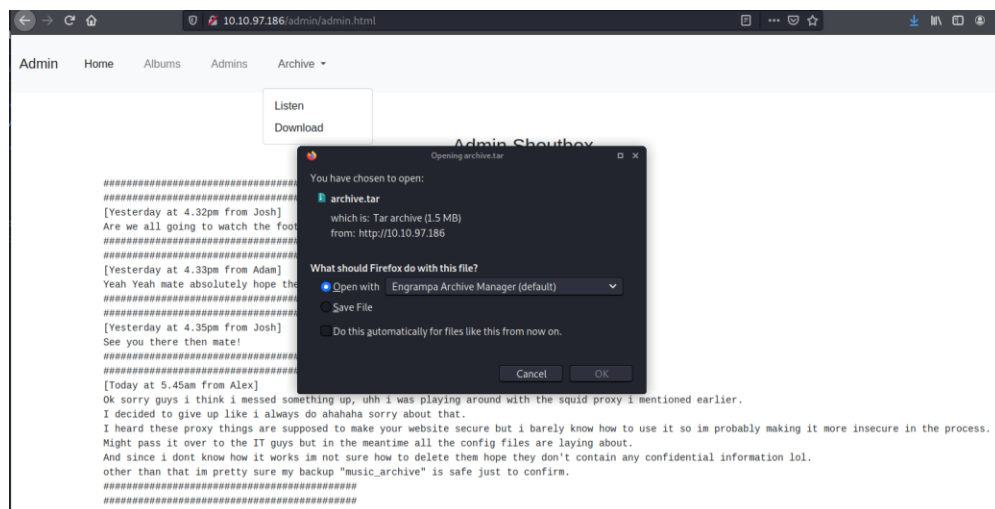 10.10.97.186/admin/admin.html
Admin Home Albums Admins Archive
Listen
Download
Admin Shoutbox
Opening archive.tar
You have chosen to open:
archive.tar
which is: Tar archive (1.5 MB)
from: http://10.10.97.186
What should Firefox do with this file?
Open with Engrampa Archive Manager (default)
Save File
Do this automatically for files like this from now on.
Cancel OK
##################################
##################################
[Yesterday at 4.32pm from Josh]
Are we all going to watch the foot
##################################
##################################
[Yesterday at 4.33pm from Adam]
Yeah Yeah mate absolutely hope the
##################################
##################################
[Yesterday at 4.35pm from Josh]
See you there then mate!
##################################
##################################
[Today at 5.45am from Alex]
Ok sorry guys i think i messed something up, uhh i was playing around with the squid proxy i mentioned earlier.
I decided to give up like i always do ahahaha sorry about that.
I heard these proxy things are supposed to make your website secure but i barely know how to use it so im probably making it more insecure in the process.
Might pass it over to the IT guys but in the meantime all the config files are laying about.
And since i dont know how it works im not sure how to delete them hope they don't contain any confidential information lol.
other than that im pretty sure my backup "music_archive" is safe just to confirm.
############################################
############################################